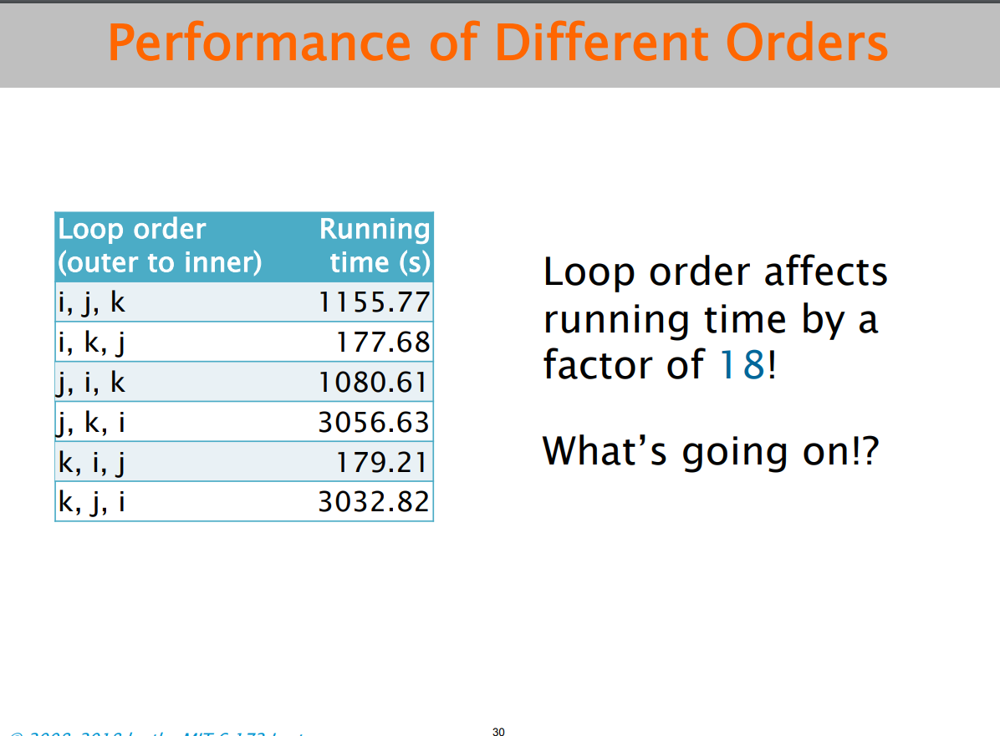 Performance of Different Orders
Loop order Running
(outer to inner) time (s)
i, j, k 1155.77
i, k, j 177.68
j, i, k 1080.61
j, k, i 3056.63
k, i, j 179.21
k, j, i 3032.82
Loop order affects
running time by a
factor of 18!
What’s going on!?
30